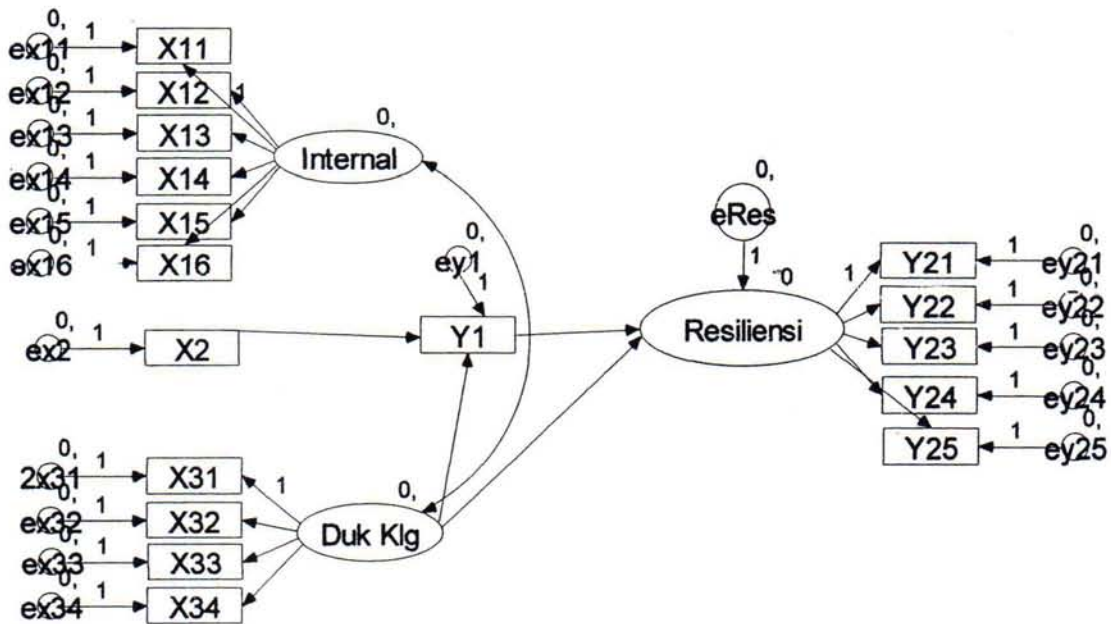 0,
ex11 1 X11
0,
ex12 1 X12 1
0,
ex13 1 X13
0,
ex14 1 X14
0,
ex15 1 X15
0,
ex16 1 X16
0,
Internal
0,
ex2 1 X2
0,
ey1
1
Y1
0,
eRes
1
0
Resiliensi
1 Y21 1 0,
ey21
Y22 1 0,
ey22
Y23 1 0,
ey23
Y24 1 0,
ey24
Y25 1 0,
ey25
0,
2x31 1 X31 1
0,
ex32 1 X32
0,
ex33 1 X33
0,
ex34 1 X34
0,
Duk Klg